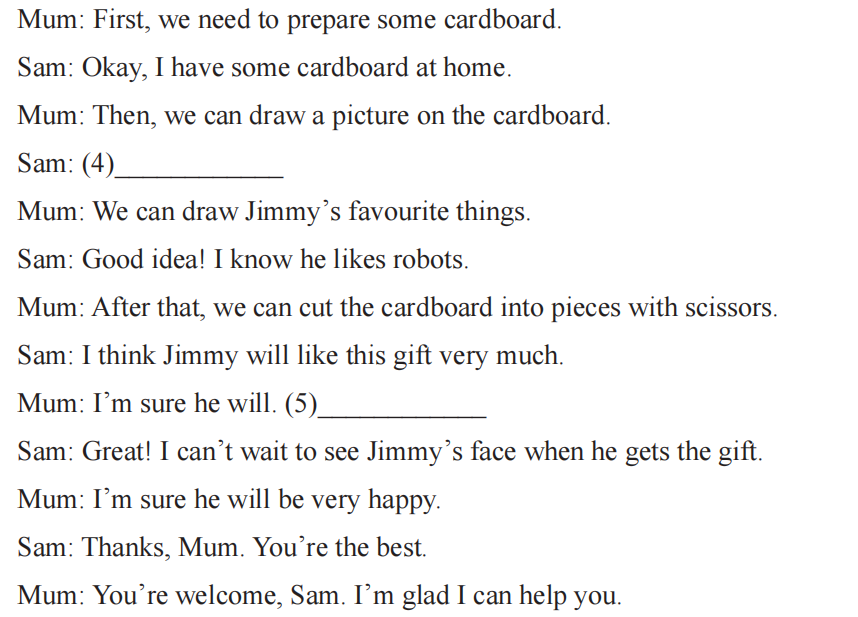 Mum: First, we need to prepare some cardboard.
Sam: Okay, I have some cardboard at home.
Mum: Then, we can draw a picture on the cardboard.
Sam: (4)____________
Mum: We can draw Jimmy’s favourite things.
Sam: Good idea! I know he likes robots.
Mum: After that, we can cut the cardboard into pieces with scissors.
Sam: I think Jimmy will like this gift very much.
Mum: I’m sure he will. (5)____________
Sam: Great! I can’t wait to see Jimmy’s face when he gets the gift.
Mum: I’m sure he will be very happy.
Sam: Thanks, Mum. You’re the best.
Mum: You’re welcome, Sam. I’m glad I can help you.